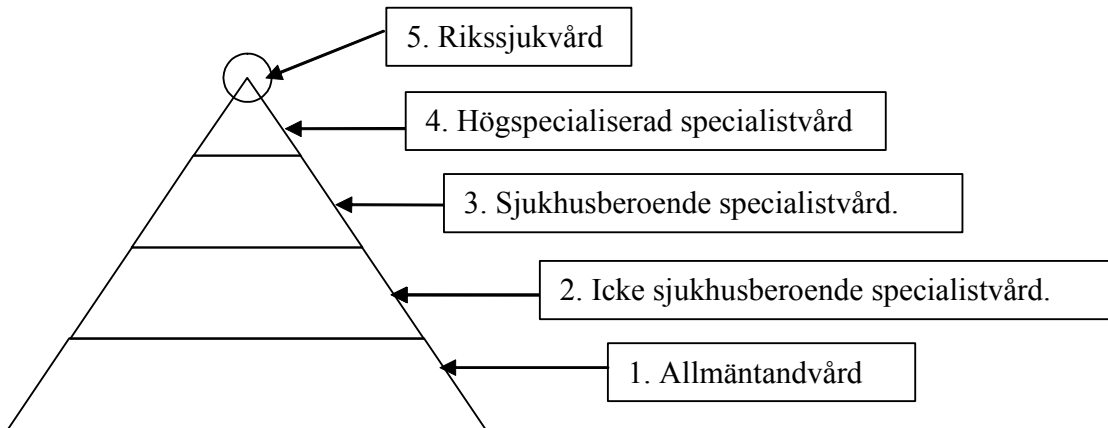 5. Rikssjukvård
4. Högspecialiserad specialistvård
3. Sjukhusberoende specialistvård.
2. Icke sjukhusberoende specialistvård.
1. Allmäntandvård